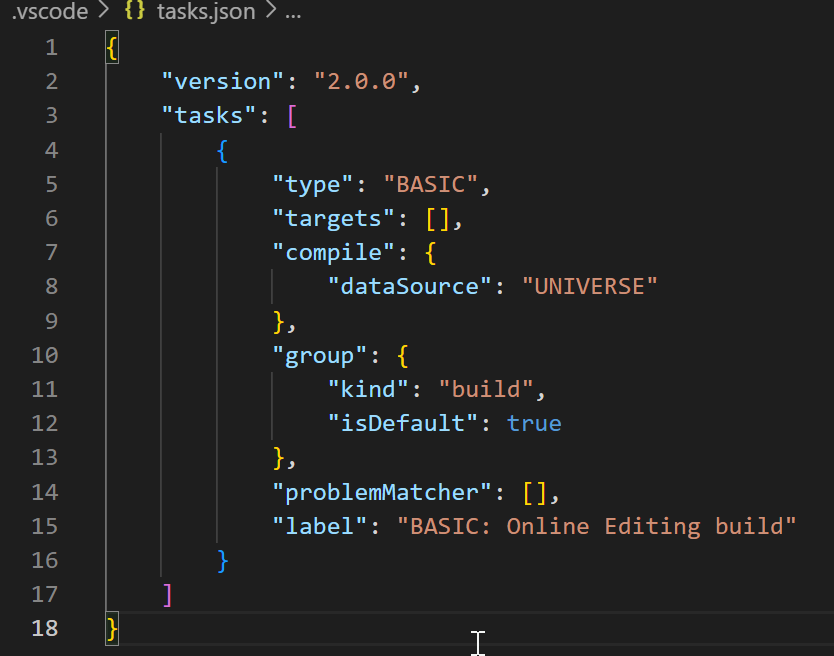 .vscode > {} tasks.json > ...
1 {
2     "version": "2.0.0",
3     "tasks": [
4         {
5             "type": "BASIC",
6             "targets": [],
7             "compile": {
8                 "dataSource": "UNIVERSE"
9             },
10             "group": {
11                 "kind": "build",
12                 "isDefault": true
13             },
14             "problemMatcher": [],
15             "label": "BASIC: Online Editing build"
16         }
17     ]
18 }